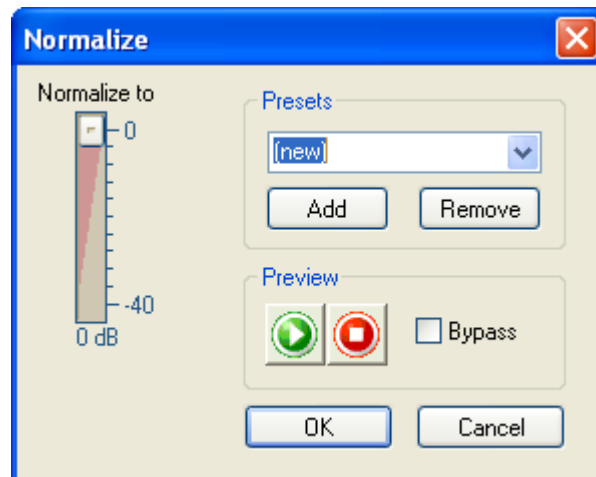 Normalize
Normalize to
0
-40
0 dB
Presets
(new)
Add
Remove
Preview
Bypass
OK
Cancel